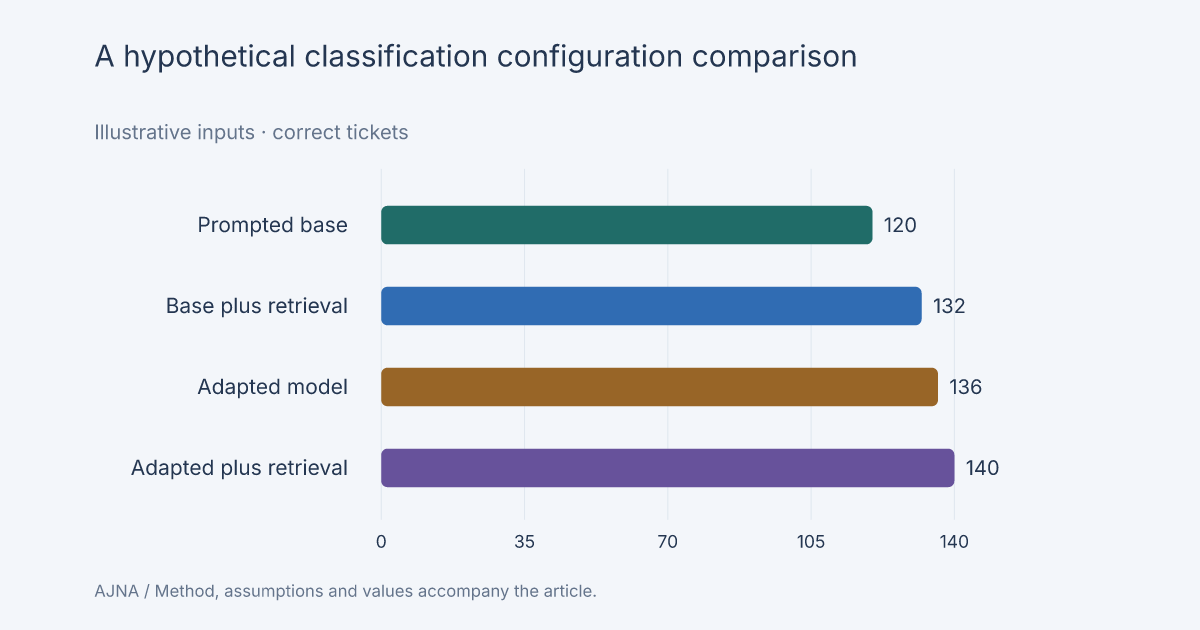 A hypothetical classification configuration comparison
Illustrative inputs · correct tickets
Prompted base 120
Base plus retrieval 132
Adapted model 136
Adapted plus retrieval 140
0 35 70 105 140
AJNA / Method, assumptions and values accompany the article.